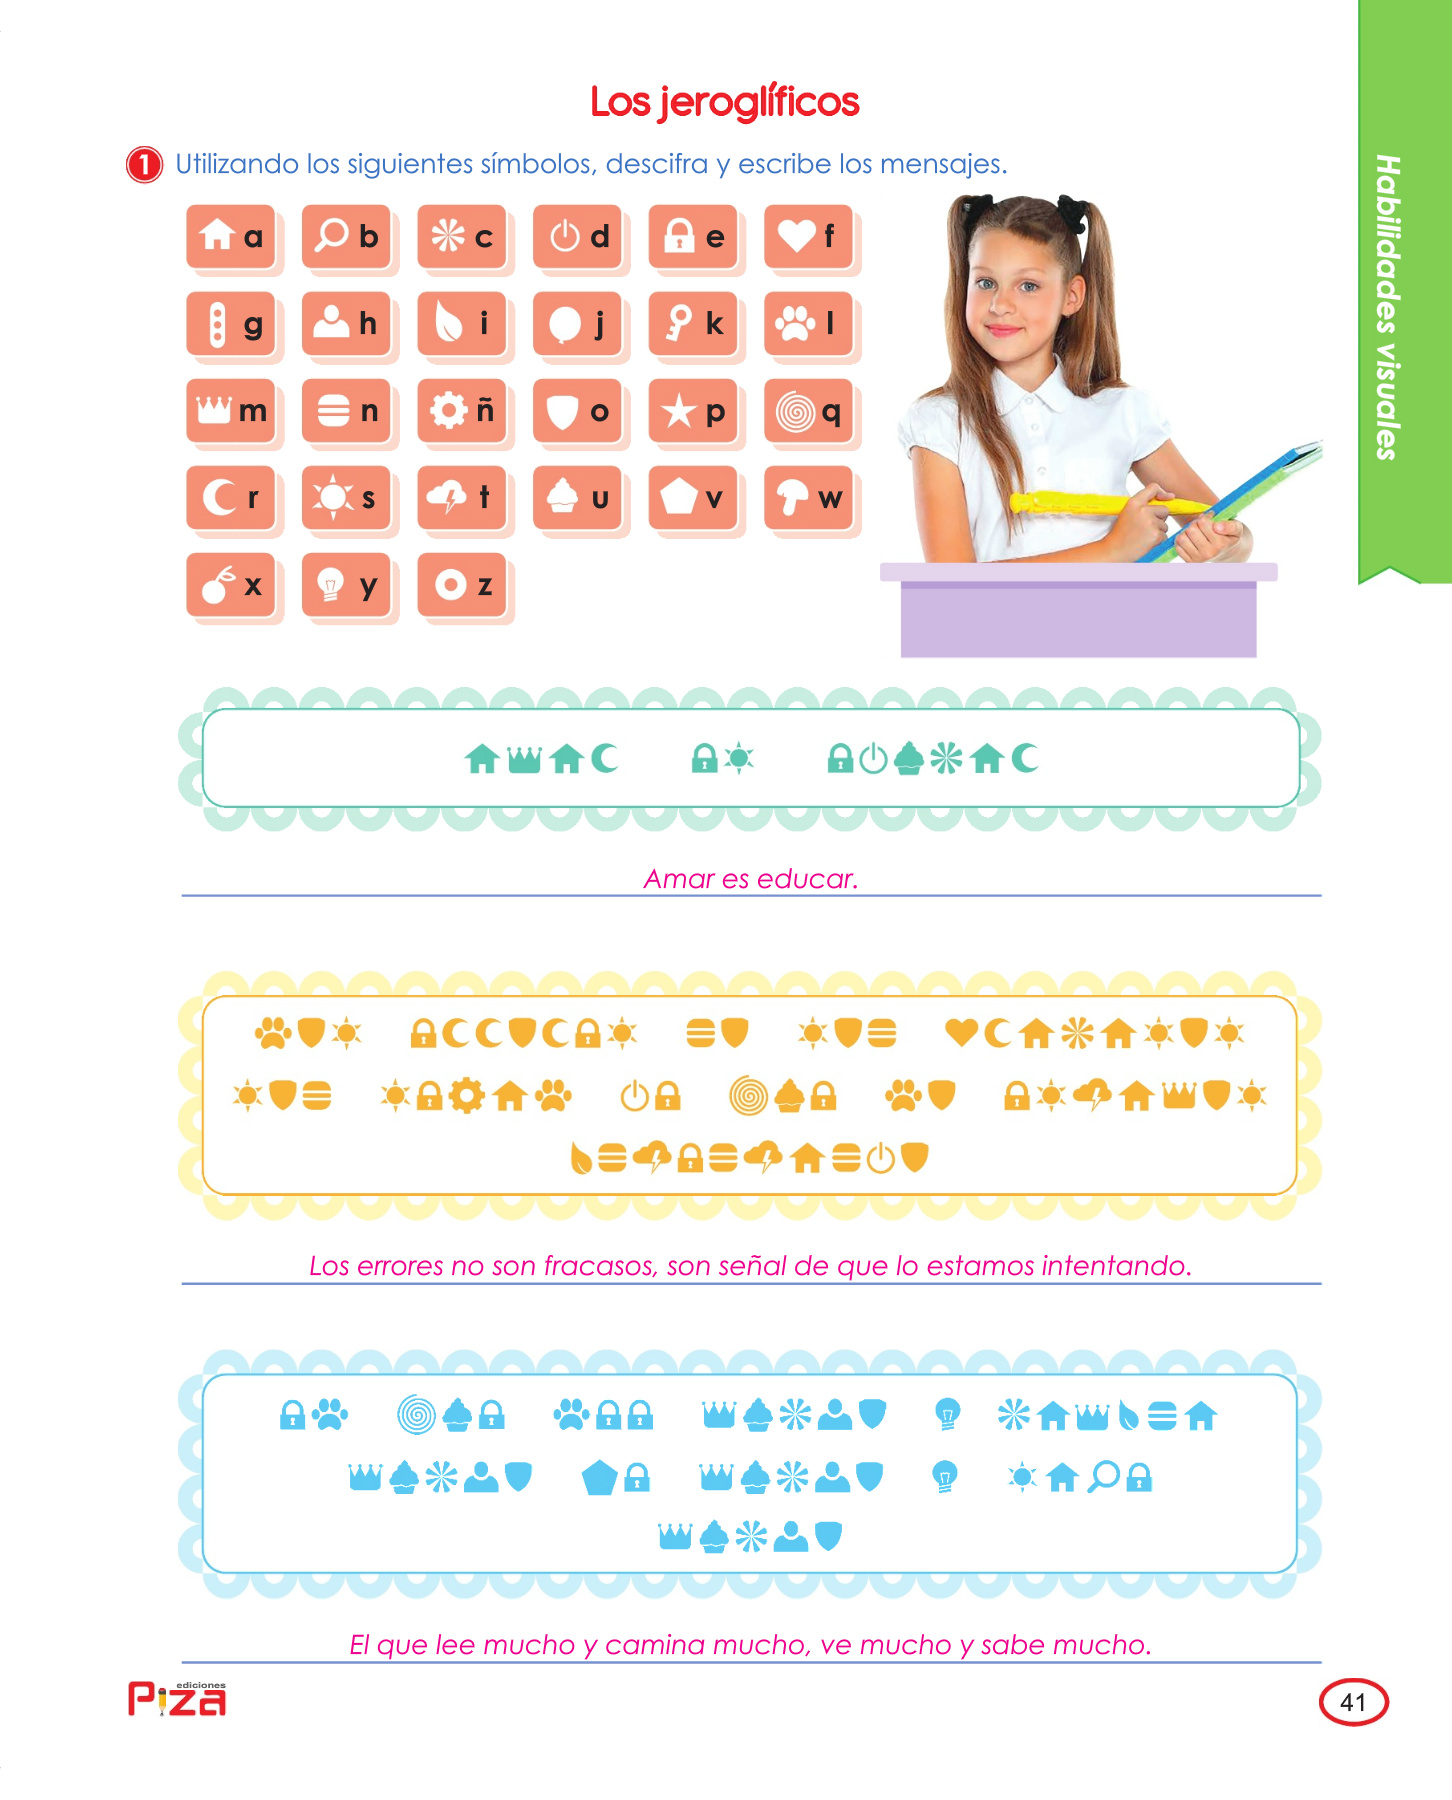 Los jeroglíficos
Habilidades visuales
1 Utilizando los siguientes símbolos, descifra y escribe los mensajes.
a b c d e f
g h i j k l
m n ñ o p q
r s t u v w
x y z
Amar es educar.
Los errores no son fracasos, son señal de que lo estamos intentando.
El que lee mucho y camina mucho, ve mucho y sabe mucho.
ediciones
Piza
41